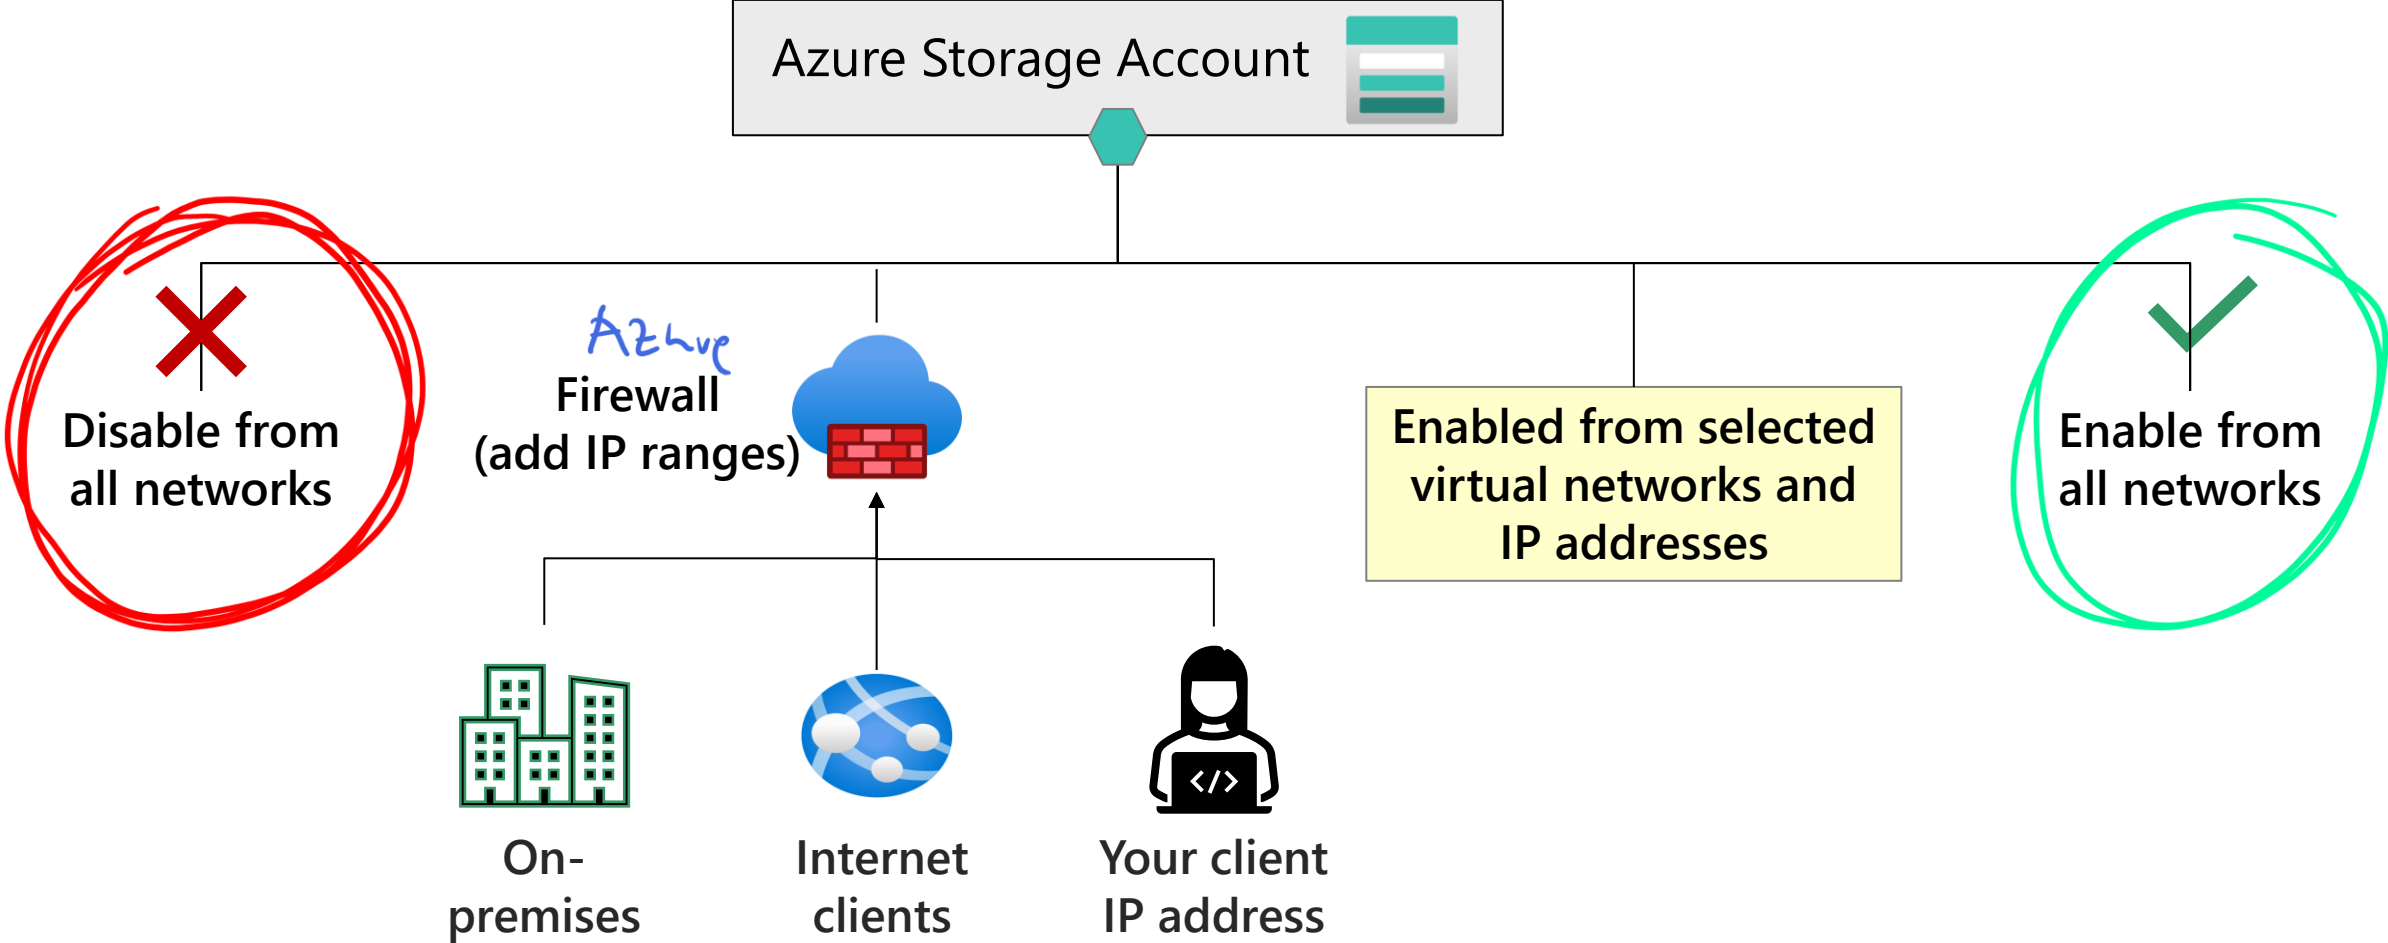 Azure Storage Account
Disable from
all networks
Azure
Firewall
(add IP ranges)
Enabled from selected
virtual networks and
IP addresses
Enable from
all networks
On-
premises
Internet
clients
Your client
IP address